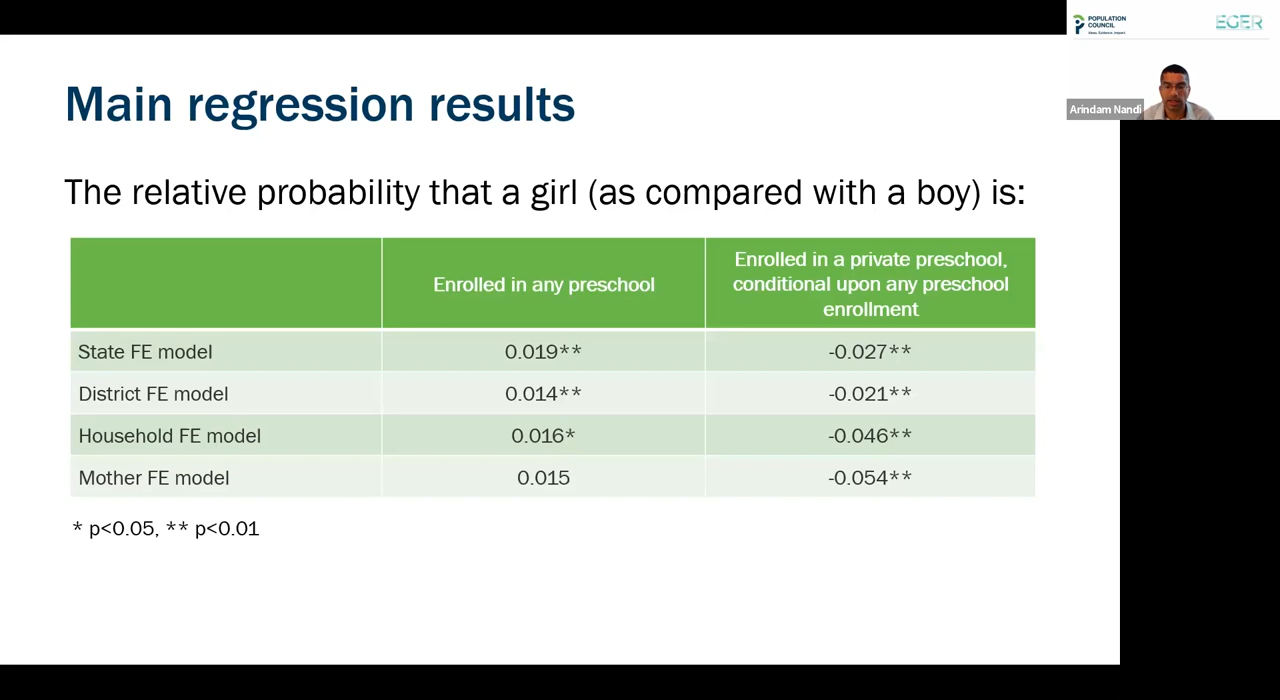 POPULATION
COUNCIL
Ideas. Evidence. Impact.
EGER
Arindam Nandi
Main regression results
The relative probability that a girl (as compared with a boy) is:
Enrolled in any preschool
Enrolled in a private preschool,
conditional upon any preschool
enrollment
State FE model 0.019** -0.027**
District FE model 0.014** -0.021**
Household FE model 0.016* -0.046**
Mother FE model 0.015 -0.054**
* p<0.05, ** p<0.01